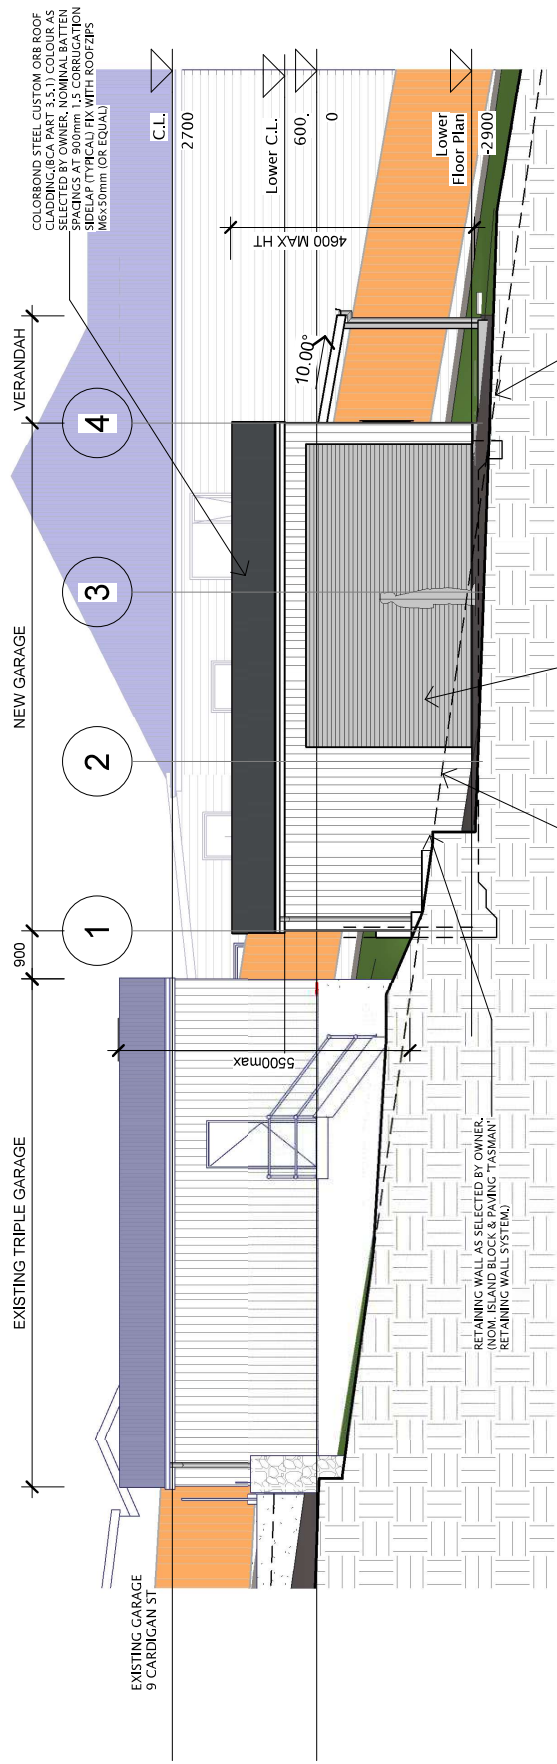 EXISTING TRIPLE GARAGE
900
NEW GARAGE
VERANDAH
COLORBOND STEEL CUSTOM ORB ROOF
CLADDING.(BCA PART 3.5.1) COLOUR AS
SELECTED BY OWNER. NOMINAL BATTEN
SPACINGS AT 900mm 1.5 CORRUGATION
SIDELAP (TYPICAL) FIX WITH ROOFZIPS
M6x50mm (OR EQUAL)
1
2
3
4
C.L.
2700
Lower C.L.
600.
0
Lower
Floor Plan
-2900
4600 MAX HT
10.00°
5500max
EXISTING GARAGE
9 CARDIGAN ST
RETAINING WALL AS SELECTED BY OWNER.
(NOM. ISLAND BLOCK & PAVING "TASMAN"
RETAINING WALL SYSTEM.)